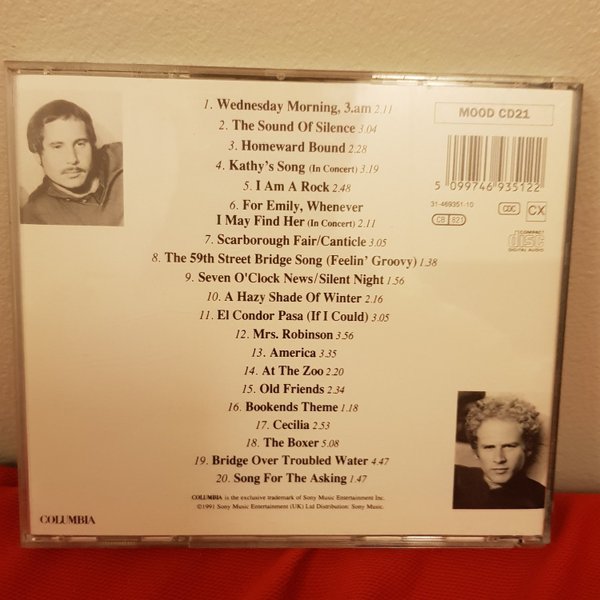 1. Wednesday Morning, 3.am 2.11
2. The Sound Of Silence 3.04
3. Homeward Bound 2.28
4. Kathy's Song (In Concert) 3.19
5. I Am A Rock 2.48
6. For Emily, Whenever
I May Find Her (In Concert) 2.11
7. Scarborough Fair/Canticle 3.05
8. The 59th Street Bridge Song (Feelin' Groovy) 1.38
9. Seven O'Clock News/Silent Night 1.56
10. A Hazy Shade Of Winter 2.16
11. El Condor Pasa (If I Could) 3.05
12. Mrs. Robinson 3.56
13. America 3.35
14. At The Zoo 2.20
15. Old Friends 2.34
16. Bookends Theme 1.18
17. Cecilia 2.53
18. The Boxer 5.08
19. Bridge Over Troubled Water 4.47
20. Song For The Asking 1.47
COLUMBIA is the exclusive trademark of Sony Music Entertainment Inc.
©1991 Sony Music Entertainment (UK) Ltd Distribution: Sony Music.
COLUMBIA
MOOD CD21
5 099746 935122
31-469351-10
CB 821
CDC
CX
COMPACT
disc
DIGITAL AUDIO